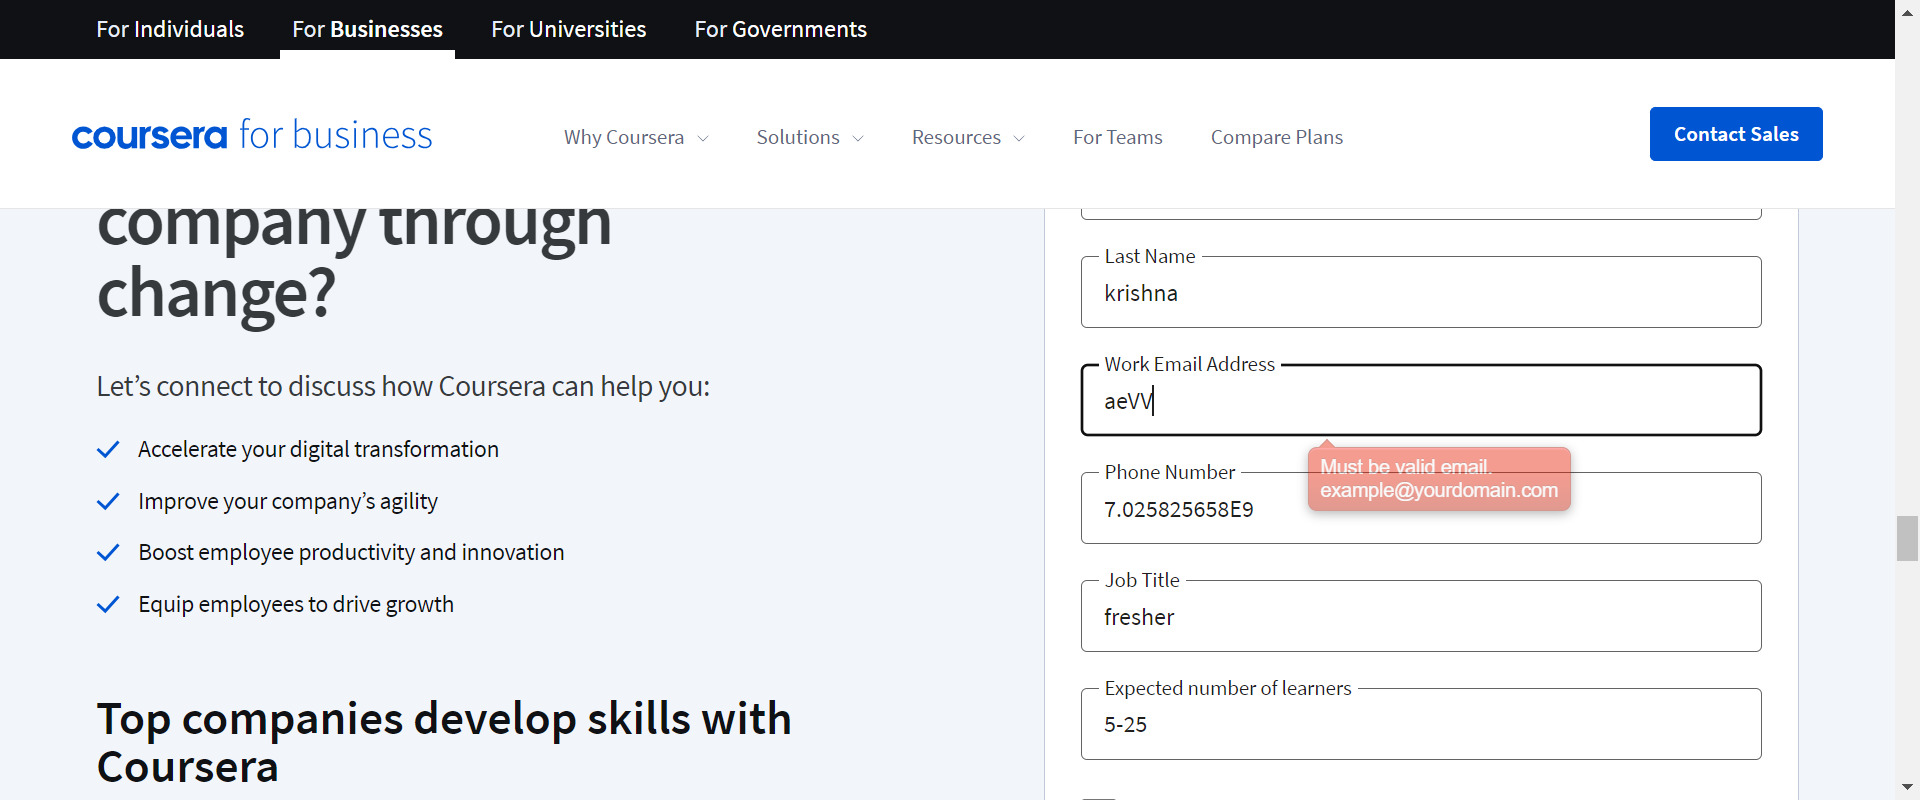 For Individuals
For Businesses
For Universities
For Governments
coursera for business
Why Coursera
Solutions
Resources
For Teams
Compare Plans
Contact Sales
company through
change?
Let’s connect to discuss how Coursera can help you:
Accelerate your digital transformation
Improve your company’s agility
Boost employee productivity and innovation
Equip employees to drive growth
Top companies develop skills with
Coursera
Last Name
krishna
Work Email Address
aeVV
Must be valid email.
example@yourdomain.com
Phone Number
7.025825658E9
Job Title
fresher
Expected number of learners
5-25